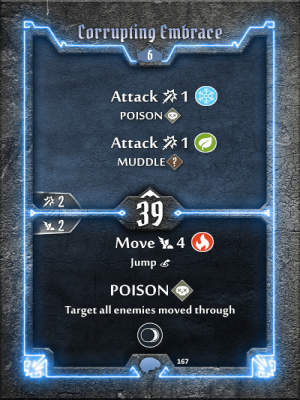 Corrupting Embrace
6
Attack 1
POISON
Attack 1
MUDDLE ?
2
39
2
Move 4
Jump
POISON
Target all enemies moved through
167